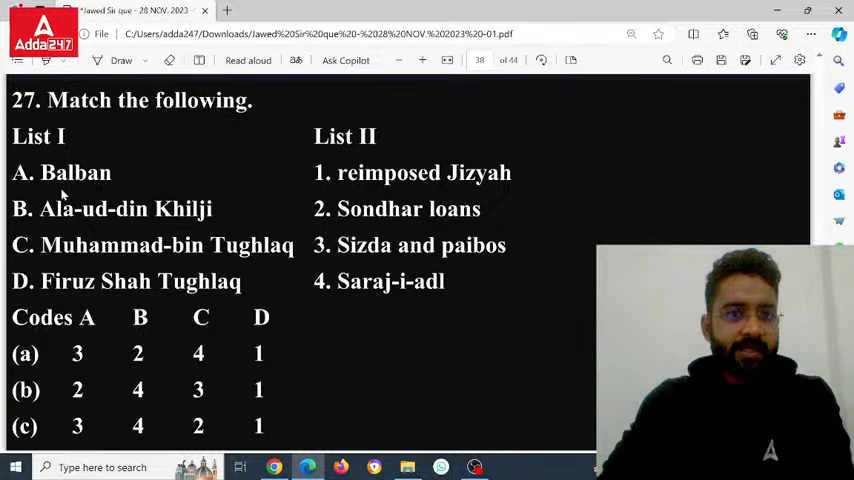 *Jawed Sir que - 28 NOV. 2023
File C:/Users/adda247/Downloads/Jawed%20Sir%20que%20-%2028%20NOV.%202023%20-01.pdf
Adda247
Draw Read aloud Ask Copilot 38 of 44
27. Match the following.
List I List II
A. Balban 1. reimposed Jizyah
B. Ala-ud-din Khilji 2. Sondhar loans
C. Muhammad-bin Tughlaq 3. Sizda and paibos
D. Firuz Shah Tughlaq 4. Saraj-i-adl
Codes A B C D
(a) 3 2 4 1
(b) 2 4 3 1
(c) 3 4 2 1
Type here to search